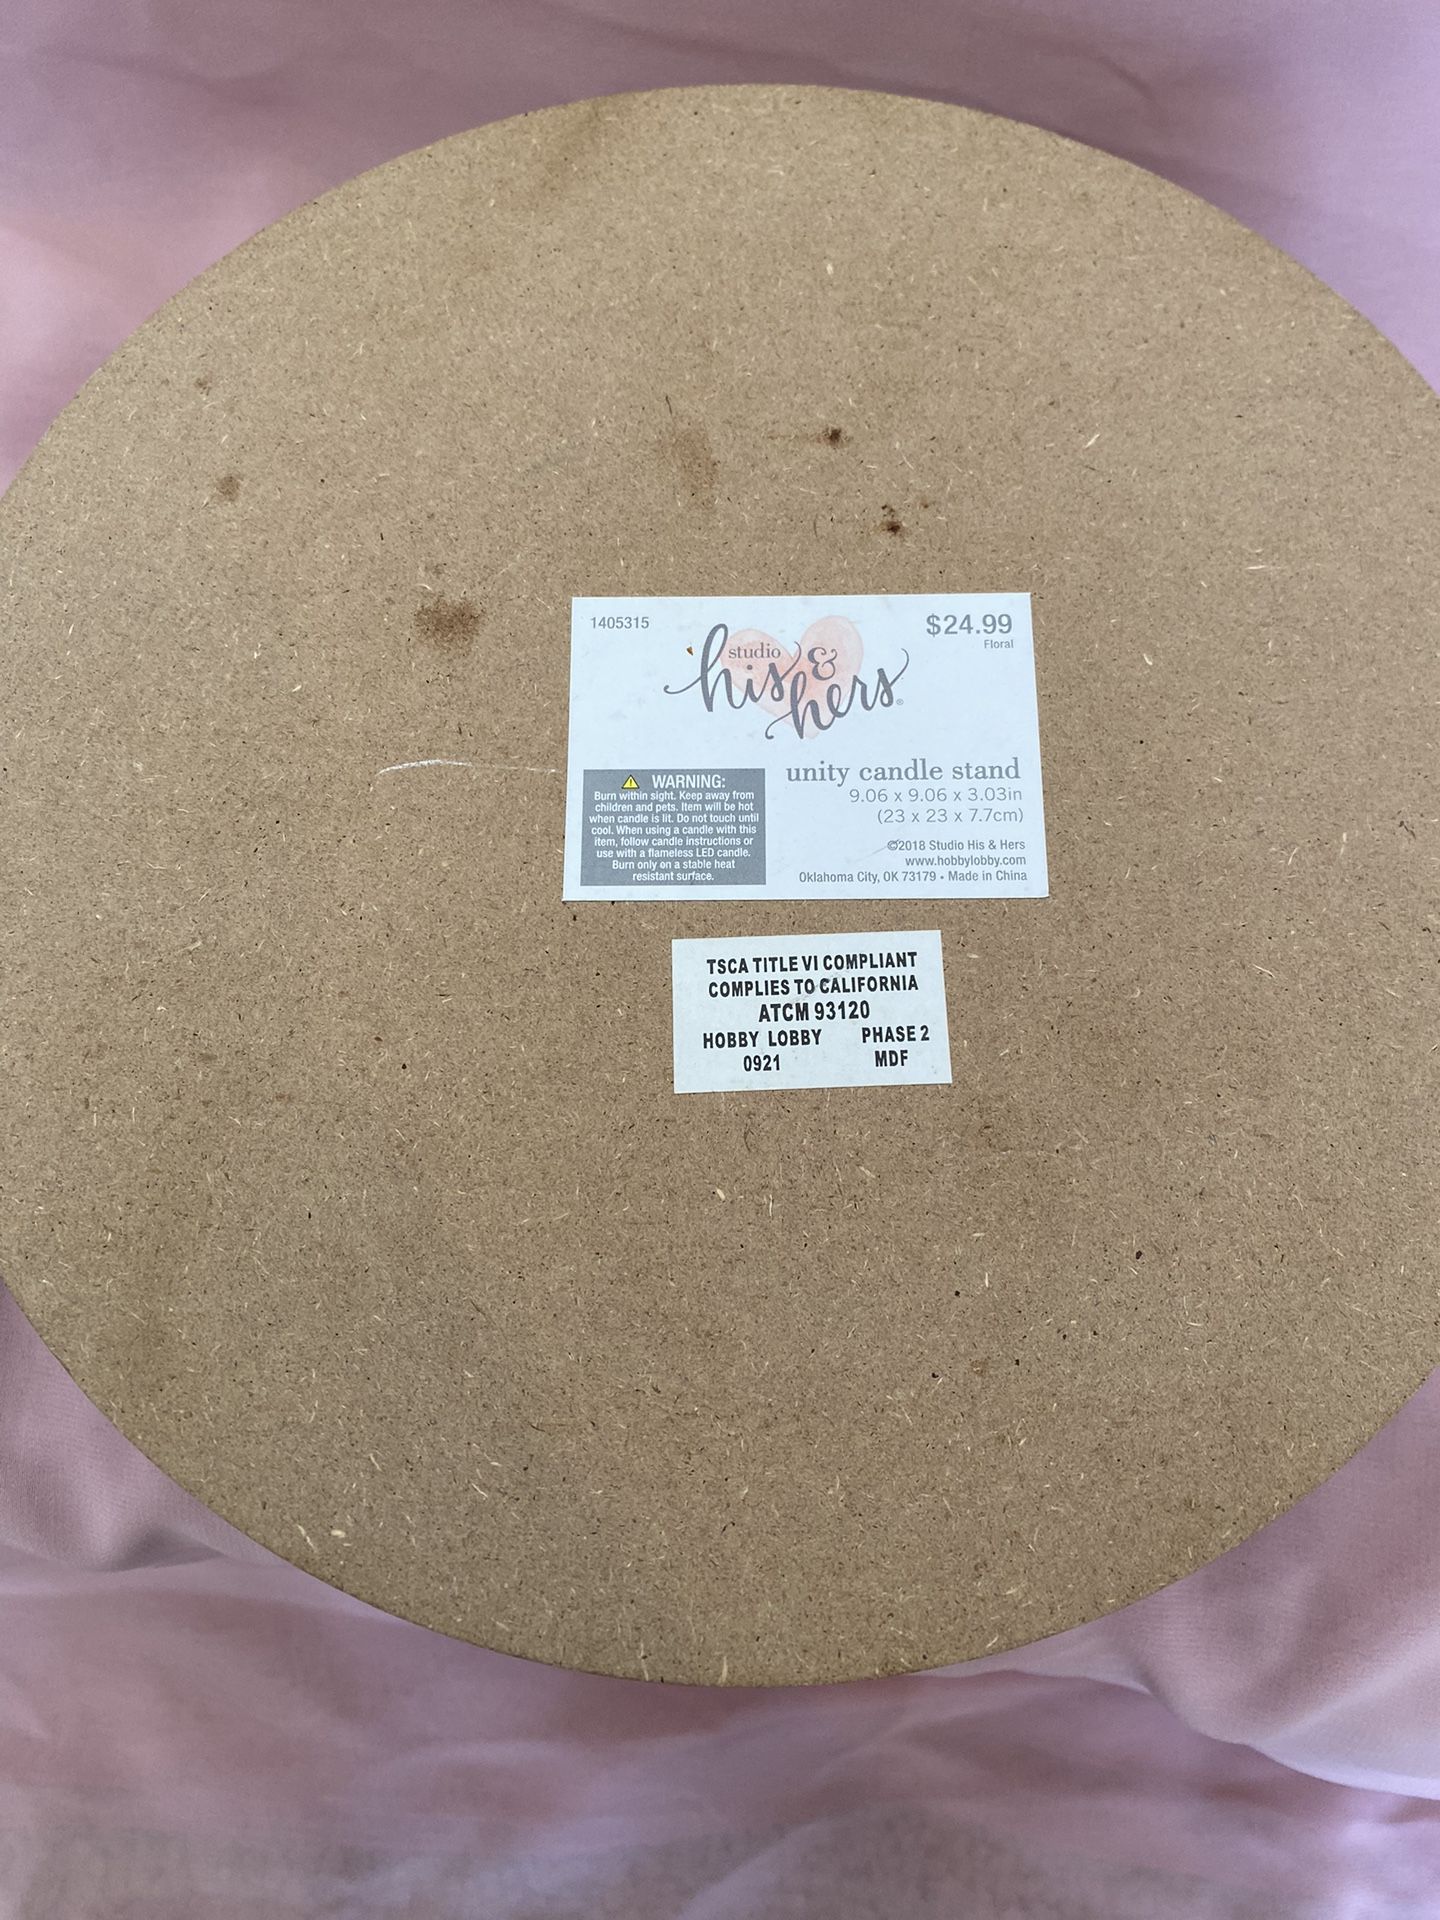 1405315
$24.99
Floral
studio
his &
hers®
unity candle stand
9.06 x 9.06 x 3.03in
(23 x 23 x 7.7cm)
©2018 Studio His & Hers
www.hobbylobby.com
Oklahoma City, OK 73179 • Made in China
WARNING:
Burn within sight. Keep away from
children and pets. Item will be hot
when candle is lit. Do not touch until
cool. When using a candle with this
item, follow candle instructions or
use with a flameless LED candle.
Burn only on a stable heat
resistant surface.
TSCA TITLE VI COMPLIANT
COMPLIES TO CALIFORNIA
ATCM 93120
HOBBY LOBBY PHASE 2
0921 MDF